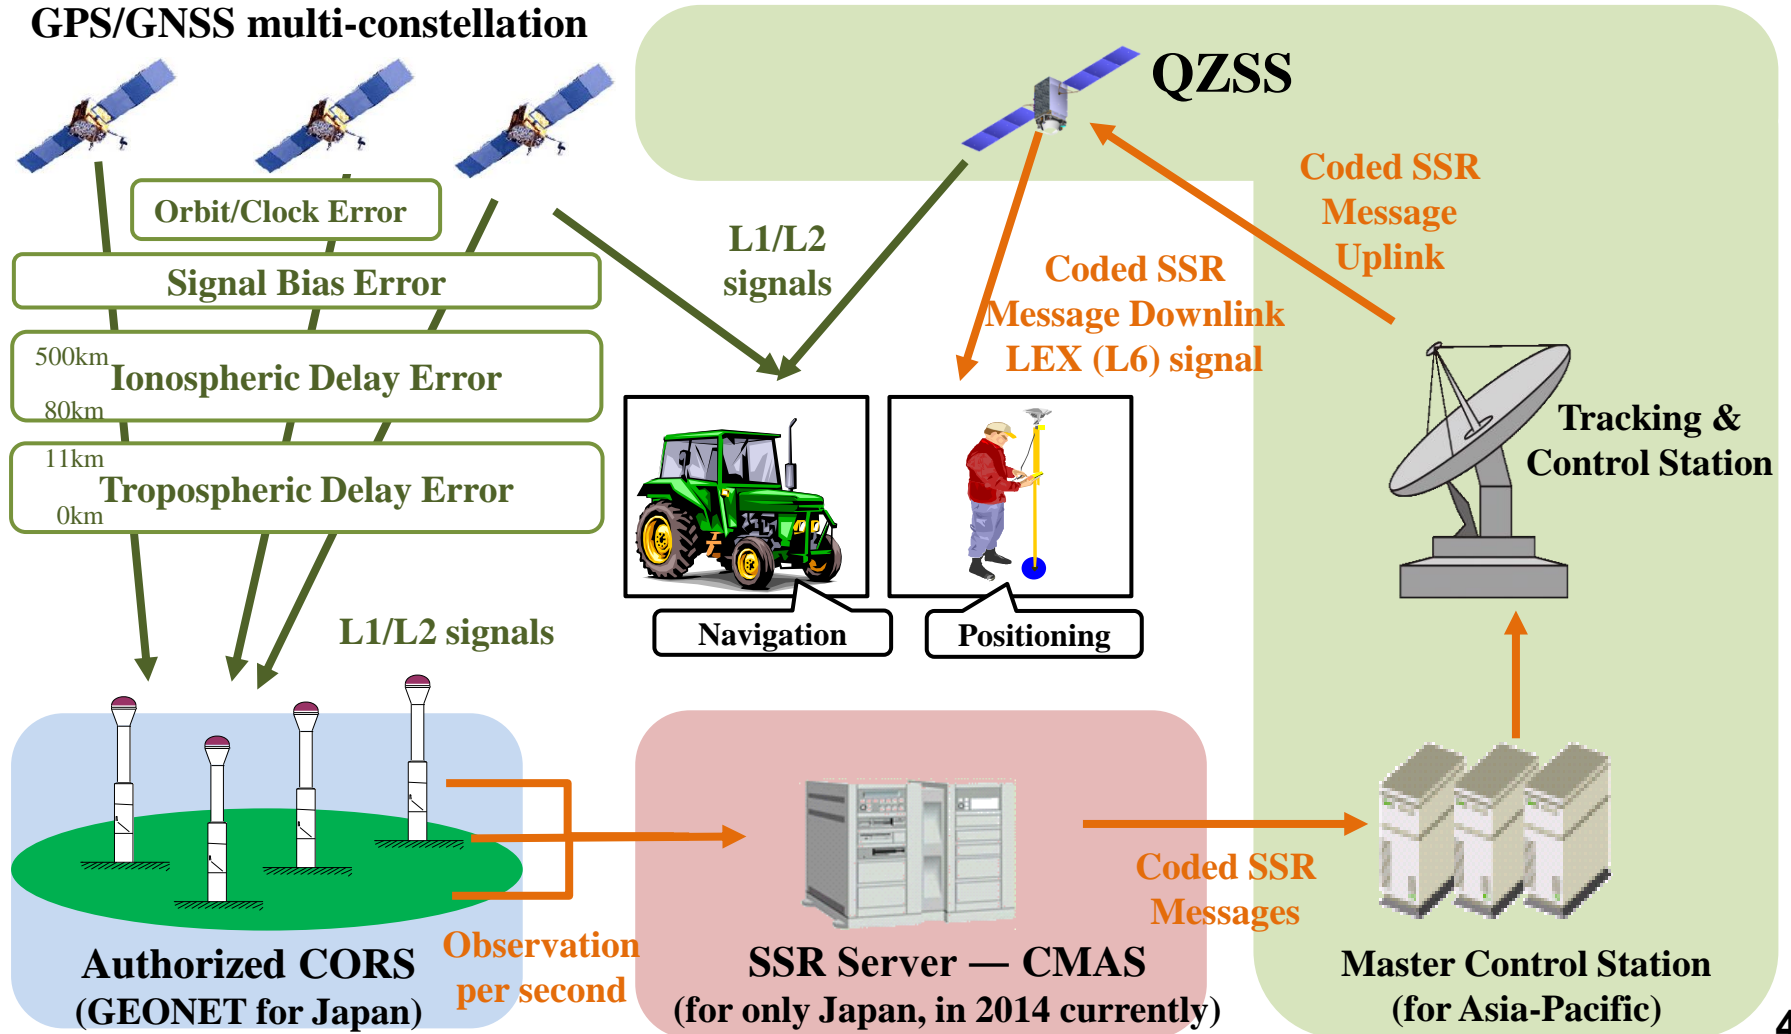 GPS/GNSS multi-constellation
QZSS
Orbit/Clock Error
Signal Bias Error
500km
Ionospheric Delay Error
80km
11km
Tropospheric Delay Error
0km
L1/L2 signals
L1/L2
signals
Coded SSR
Message Downlink
LEX (L6) signal
Coded SSR
Message
Uplink
Tracking &
Control Station
Navigation
Positioning
Authorized CORS
(GEONET for Japan)
Observation
per second
SSR Server — CMAS
(for only Japan, in 2014 currently)
Coded SSR
Messages
Master Control Station
(for Asia-Pacific)